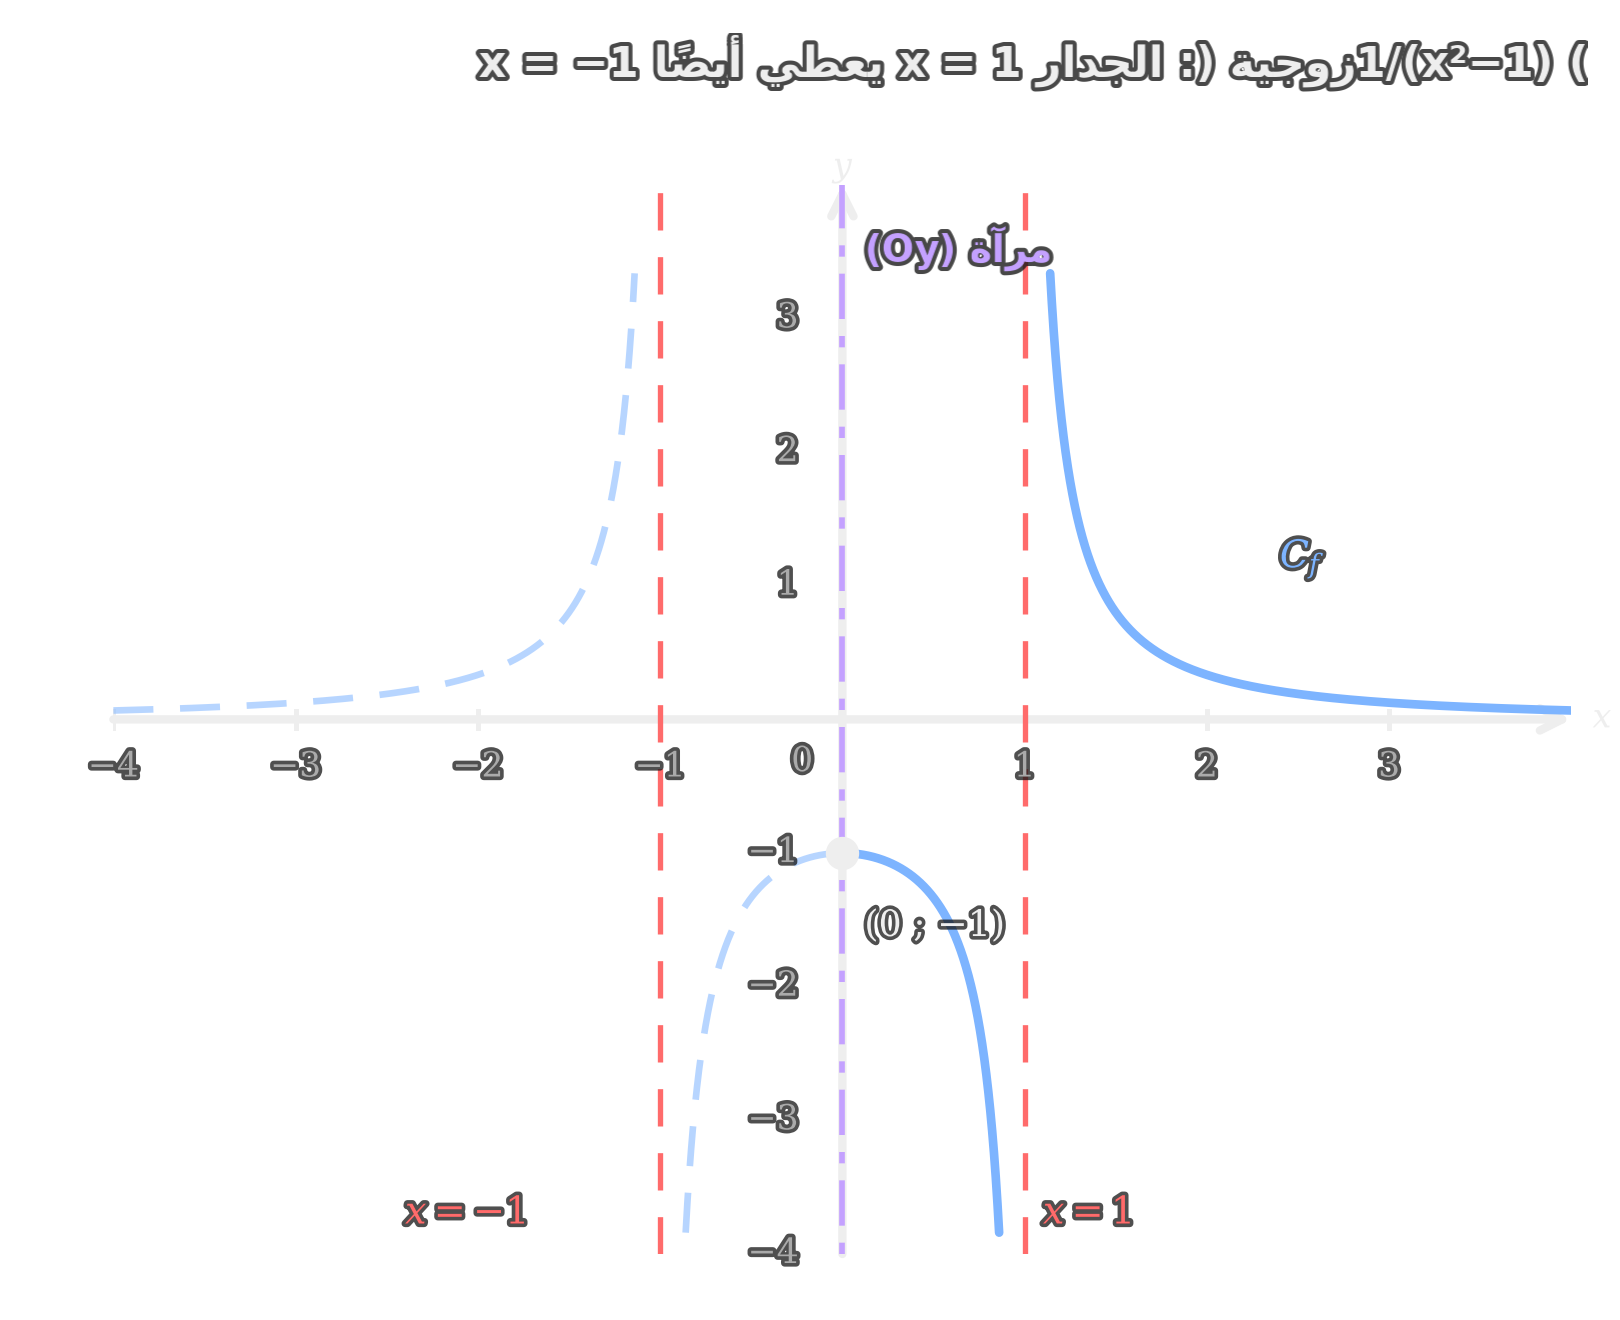 (1/(x²−1) زوجية) : الجدار x = 1 يعطي أيضًا x = −1
y
مرآة (Oy)
3
2
1
C_f
x
−4 −3 −2 −1 0 1 2 3
−1
(0 ; −1)
−2
−3
x = −1
x = 1
−4